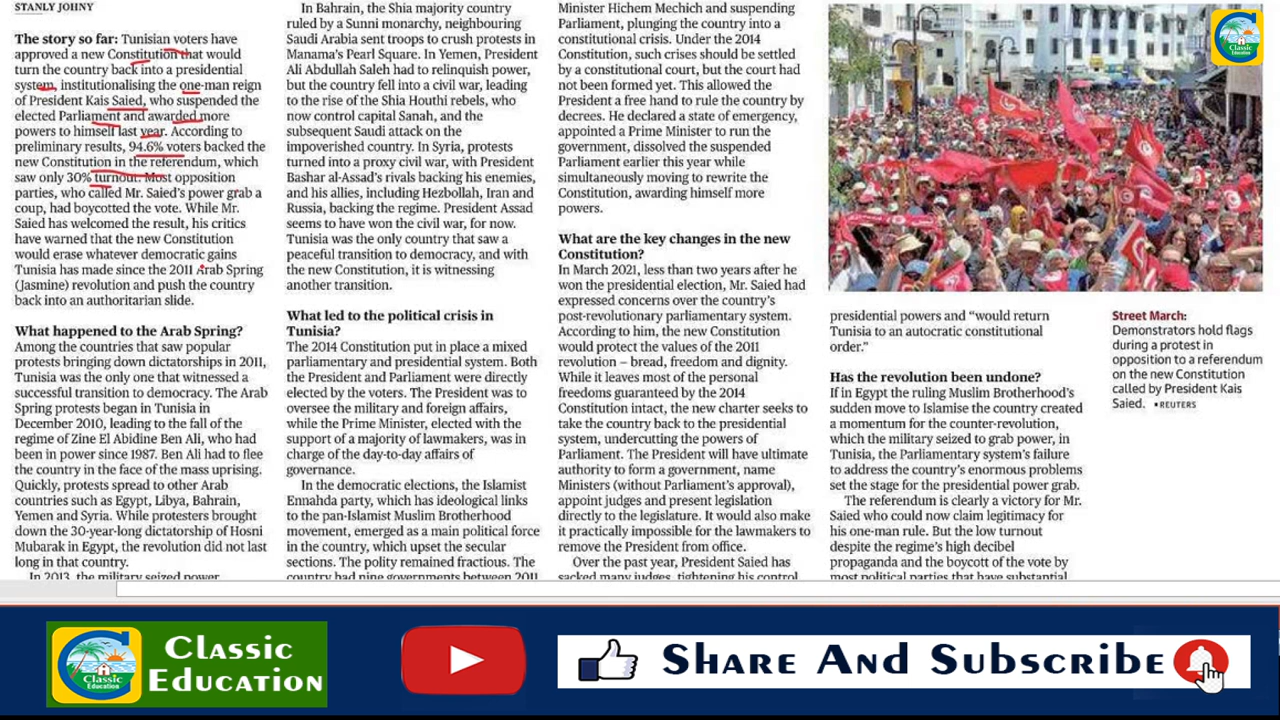 STANLY JOHNY
The story so far: Tunisian voters have
approved a new Constitution that would
turn the country back into a presidential
system, institutionalising the one-man reign
of President Kais Saied, who suspended the
elected Parliament and awarded more
powers to himself last year. According to
preliminary results, 94.6% voters backed the
new Constitution in the referendum, which
saw only 30% turnout. Most opposition
parties, who called Mr. Saied's power grab a
coup, had boycotted the vote. While Mr.
Saied has welcomed the result, his critics
have warned that the new Constitution
would erase whatever democratic gains
Tunisia has made since the 2011 Arab Spring
(Jasmine) revolution and push the country
back into an authoritarian slide.
What happened to the Arab Spring?
Among the countries that saw popular
protests bringing down dictatorships in 2011,
Tunisia was the only one that witnessed a
successful transition to democracy. The Arab
Spring protests began in Tunisia in
December 2010, leading to the fall of the
regime of Zine El Abidine Ben Ali, who had
been in power since 1987. Ben Ali had to flee
the country in the face of the mass uprising.
Quickly, protests spread to other Arab
countries such as Egypt, Libya, Bahrain,
Yemen and Syria. While protesters brought
down the 30-year-long dictatorship of Hosni
Mubarak in Egypt, the revolution did not last
long in that country.
In 2013, the military seized power
In Bahrain, the Shia majority country
ruled by a Sunni monarchy, neighbouring
Saudi Arabia sent troops to crush protests in
Manama's Pearl Square. In Yemen, President
Ali Abdullah Saleh had to relinquish power,
but the country fell into a civil war, leading
to the rise of the Shia Houthi rebels, who
now control capital Sanah, and the
subsequent Saudi attack on the
impoverished country. In Syria, protests
turned into a proxy civil war, with President
Bashar al-Assad's rivals backing his enemies,
and his allies, including Hezbollah, Iran and
Russia, backing the regime. President Assad
seems to have won the civil war, for now.
Tunisia was the only country that saw a
peaceful transition to democracy, and with
the new Constitution, it is witnessing
another transition.
What led to the political crisis in
Tunisia?
The 2014 Constitution put in place a mixed
parliamentary and presidential system. Both
the President and Parliament were directly
elected by the voters. The President was to
oversee the military and foreign affairs,
while the Prime Minister, elected with the
support of a majority of lawmakers, was in
charge of the day-to-day affairs of
governance.
In the democratic elections, the Islamist
Ennahda party, which has ideological links
to the pan-Islamist Muslim Brotherhood
movement, emerged as a main political force
in the country, which upset the secular
sections. The polity remained fractious. The
country had nine governments between 2011
Minister Hichem Mechich and suspending
Parliament, plunging the country into a
constitutional crisis. Under the 2014
Constitution, such crises should be settled
by a constitutional court, but the court had
not been formed yet. This allowed the
President a free hand to rule the country by
decrees. He declared a state of emergency,
appointed a Prime Minister to run the
government, dissolved the suspended
Parliament earlier this year while
simultaneously moving to rewrite the
Constitution, awarding himself more
powers.
What are the key changes in the new
Constitution?
In March 2021, less than two years after he
won the presidential election, Mr. Saied had
expressed concerns over the country's
post-revolutionary parliamentary system.
According to him, the new Constitution
would protect the values of the 2011
revolution – bread, freedom and dignity.
While it leaves most of the personal
freedoms guaranteed by the 2014
Constitution intact, the new charter seeks to
take the country back to the presidential
system, undercutting the powers of
Parliament. The President will have ultimate
authority to form a government, name
Ministers (without Parliament's approval),
appoint judges and present legislation
directly to the legislature. It would also make
it practically impossible for the lawmakers to
remove the President from office.
Over the past year, President Saied has
sacked many judges, tightening his control
presidential powers and “would return
Tunisia to an autocratic constitutional
order.”
Has the revolution been undone?
If in Egypt the ruling Muslim Brotherhood's
sudden move to Islamise the country created
a momentum for the counter-revolution,
which the military seized to grab power, in
Tunisia, the Parliamentary system's failure
to address the country's enormous problems
set the stage for the presidential power grab.
The referendum is clearly a victory for Mr.
Saied who could now claim legitimacy for
his one-man rule. But the low turnout
despite the regime's high decibel
propaganda and the boycott of the vote by
most political parties that have substantial
Street March:
Demonstrators hold flags
during a protest in
opposition to a referendum
on the new Constitution
called by President Kais
Saied. •REUTERS
Classic
Education
Classic
Education
Classic
Education
Share And Subscribe